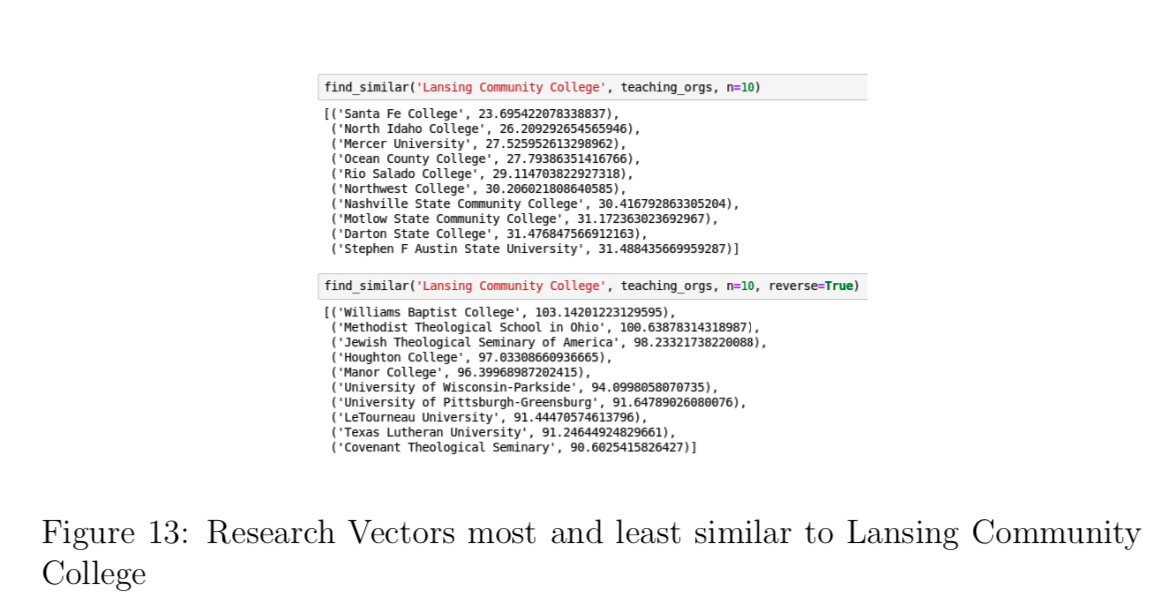 find_similar('Lansing Community College', teaching_orgs, n=10)
[('Santa Fe College', 23.695422078338837),
('North Idaho College', 26.209292654565946),
('Mercer University', 27.525952613298962),
('Ocean County College', 27.79386351416766),
('Rio Salado College', 29.114703822927318),
('Northwest College', 30.206021808640585),
('Nashville State Community College', 30.416792863305204),
('Motlow State Community College', 31.172363023692967),
('Darton State College', 31.476847566912163),
('Stephen F Austin State University', 31.488435669959287)]
find_similar('Lansing Community College', teaching_orgs, n=10, reverse=True)
[('Williams Baptist College', 103.14201223129595),
('Methodist Theological School in Ohio', 100.63878314318987),
('Jewish Theological Seminary of America', 98.23321738220088),
('Houghton College', 97.03308660936665),
('Manor College', 96.39968987202415),
('University of Wisconsin-Parkside', 94.0998058070735),
('University of Pittsburgh-Greensburg', 91.64789026080076),
('LeTourneau University', 91.44470574613796),
('Texas Lutheran University', 91.24644924829661),
('Covenant Theological Seminary', 90.6025415826427)]
Figure 13: Research Vectors most and least similar to Lansing Community
College